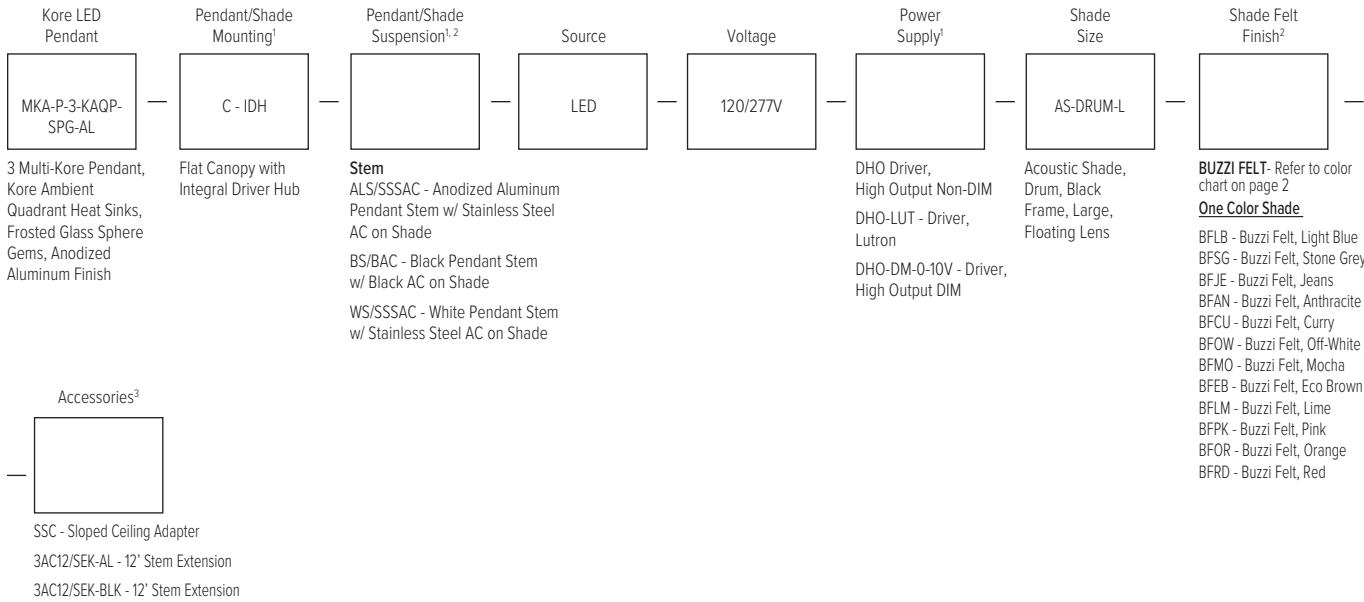 Kore LED
Pendant
MKA-P-3-KAQP-
SPG-AL
3 Multi-Kore Pendant,
Kore Ambient
Quadrant Heat Sinks,
Frosted Glass Sphere
Gems, Anodized
Aluminum Finish
—
Pendant/Shade
Mounting¹
C - IDH
Flat Canopy with
Integral Driver Hub
—
Pendant/Shade
Suspension¹, ²
Stem
ALS/SSSAC - Anodized Aluminum
Pendant Stem w/ Stainless Steel
AC on Shade
BS/BAC - Black Pendant Stem
w/ Black AC on Shade
WS/SSSAC - White Pendant Stem
w/ Stainless Steel AC on Shade
—
Source
LED
—
Voltage
120/277V
—
Power
Supply¹
DHO Driver,
High Output Non-DIM
DHO-LUT - Driver,
Lutron
DHO-DM-0-10V - Driver,
High Output DIM
—
Shade
Size
AS-DRUM-L
Acoustic Shade,
Drum, Black
Frame, Large,
Floating Lens
—
Shade Felt
Finish²
BUZZI FELT- Refer to color
chart on page 2
One Color Shade
BFLB - Buzzi Felt, Light Blue
BFSG - Buzzi Felt, Stone Grey
BFJE - Buzzi Felt, Jeans
BFAN - Buzzi Felt, Anthracite
BFCU - Buzzi Felt, Curry
BFOW - Buzzi Felt, Off-White
BFMO - Buzzi Felt, Mocha
BFEB - Buzzi Felt, Eco Brown
BFLM - Buzzi Felt, Lime
BFPK - Buzzi Felt, Pink
BFOR - Buzzi Felt, Orange
BFRD - Buzzi Felt, Red
—
—
Accessories³
SSC - Sloped Ceiling Adapter
3AC12/SEK-AL - 12' Stem Extension
3AC12/SEK-BLK - 12' Stem Extension